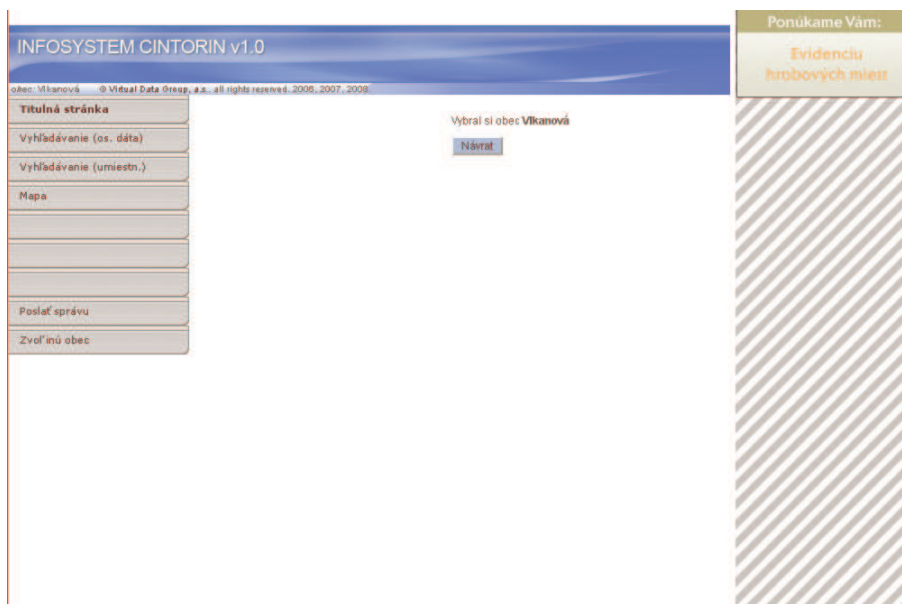 INFOSYSTEM CINTORIN v1.0
obec: Vlkanová © Virtual Data Group, a.s., all rights reserved. 2006, 2007, 2008
Titulná stránka
Vyhľadávanie (os. dáta)
Vyhľadávanie (umiestn.)
Mapa
Poslať správu
Zvoľ inú obec
Vybral si obec Vlkanová
Návrat
Ponúkame Vám:
Evidenciu
hrobových miest